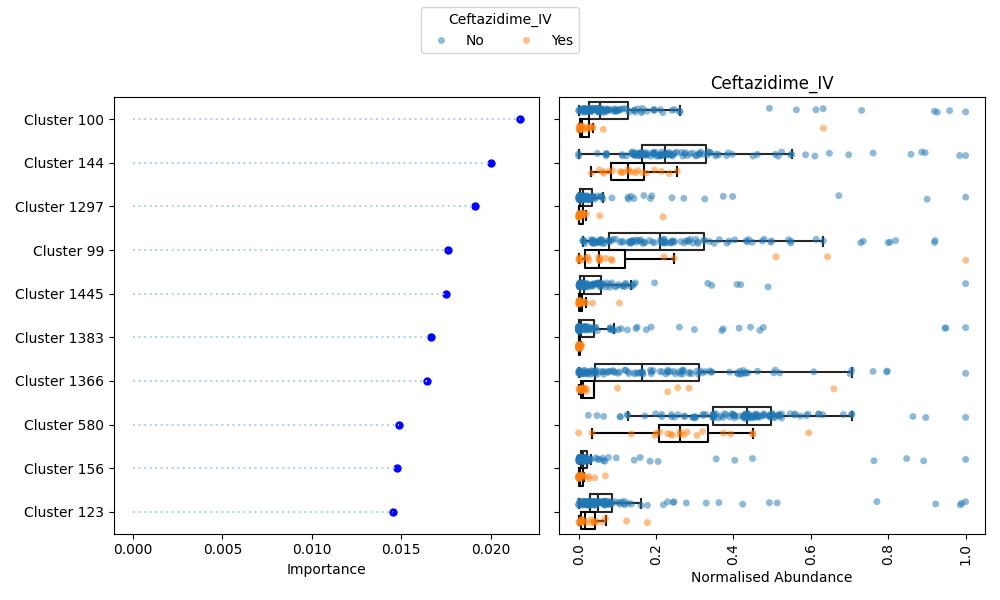 Ceftazidime_IV
No Yes
Ceftazidime_IV
Cluster 100
Cluster 144
Cluster 1297
Cluster 99
Cluster 1445
Cluster 1383
Cluster 1366
Cluster 580
Cluster 156
Cluster 123
0.000 0.005 0.010 0.015 0.020
Importance
0.0 0.2 0.4 0.6 0.8 1.0
Normalised Abundance